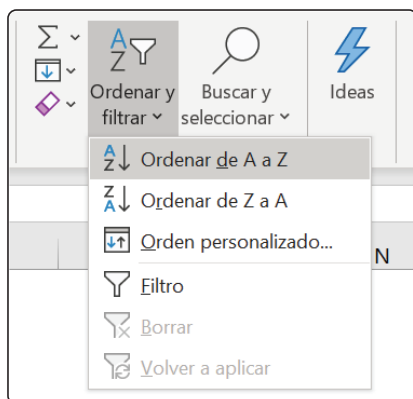 Ordenar y
filtrar
Buscar y
seleccionar
Ideas
Ordenar de A a Z
Ordenar de Z a A
Orden personalizado...
Filtro
Borrar
Volver a aplicar
N